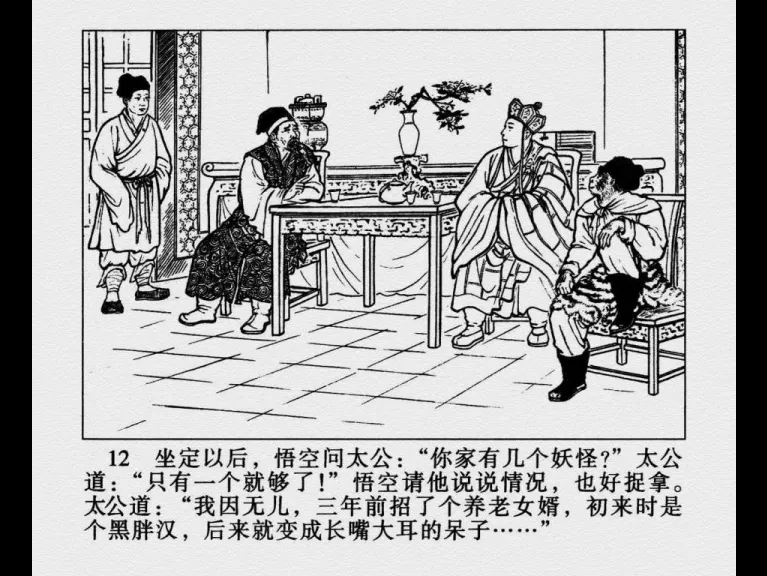 12 坐定以后，悟空问太公：“你家有几个妖怪？”太公
道：“只有一个就够了！”悟空请他说说情况，也好捉拿。
太公道：“我因无儿，三年前招了个养老女婿，初来时是
个黑胖汉，后来就变成长嘴大耳的呆子……”